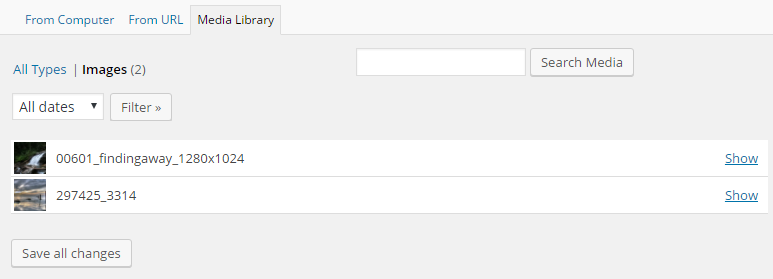 From Computer From URL Media Library
All Types | Images (2) Search Media
All dates Filter »
00601_findingaway_1280x1024 Show
297425_3314 Show
Save all changes